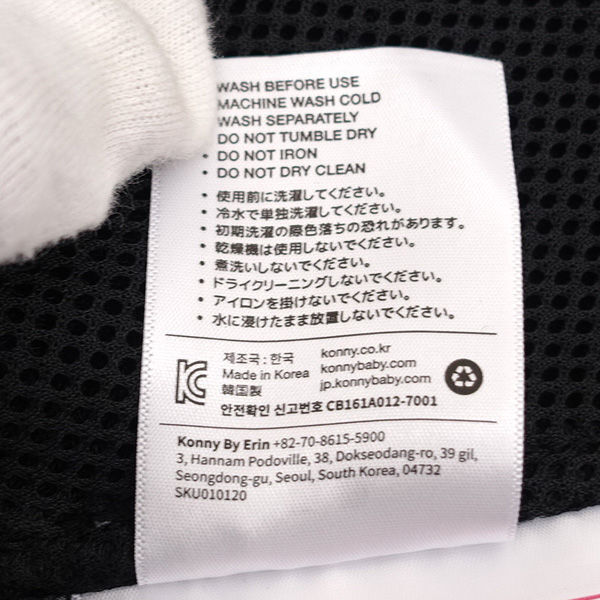 WASH BEFORE USE
MACHINE WASH COLD
WASH SEPARATELY
DO NOT TUMBLE DRY
• DO NOT IRON
• DO NOT DRY CLEAN
• 使用前に洗濯してください。
• 冷水で単独洗濯してください。
• 初期洗濯の際色落ちの恐れがあります。
• 乾燥機は使用しないでください。
• 煮洗いしないでください。
• ドライクリーニングしないでください。
• アイロンを掛けないでください。
• 水に浸けたまま放置しないでください。
제조국 : 한국
Made in Korea
韓国製
konny.co.kr
konnybaby.com
jp.konnybaby.com
안전확인 신고번호 CB161A012-7001
Konny By Erin +82-70-8615-5900
3, Hannam Podoville, 38, Dokseodang-ro, 39 gil,
Seongdong-gu, Seoul, South Korea, 04732
SKU010120